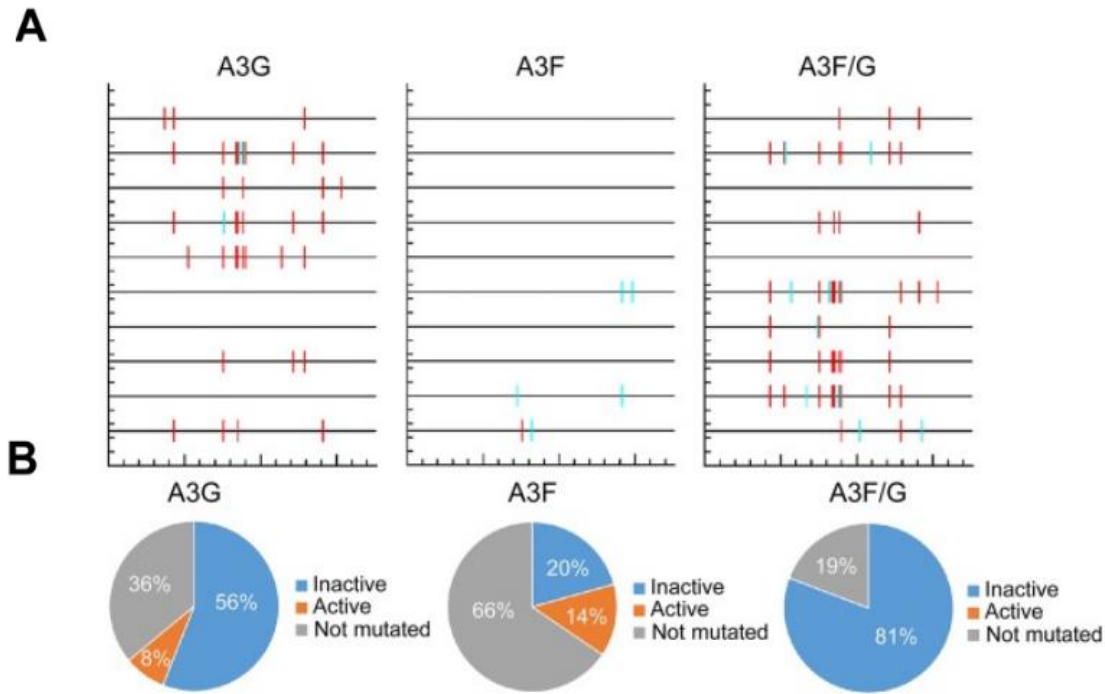 A
A3G A3F A3F/G
B
A3G A3F A3F/G
36% 56% 8%
Inactive
Active
Not mutated
20% 14% 66%
Inactive
Active
Not mutated
19% 81%
Inactive
Active
Not mutated